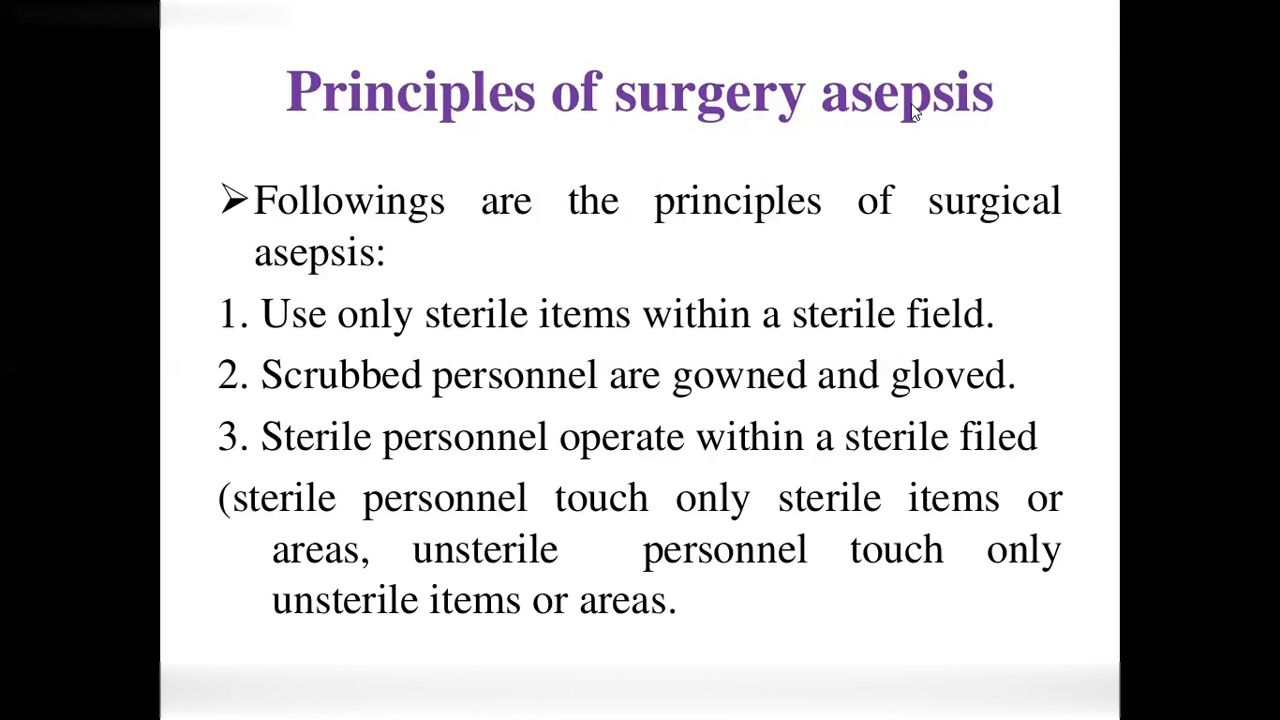 Principles of surgery asepsis
➢Followings are the principles of surgical
asepsis:
1. Use only sterile items within a sterile field.
2. Scrubbed personnel are gowned and gloved.
3. Sterile personnel operate within a sterile filed
(sterile personnel touch only sterile items or
areas, unsterile personnel touch only
unsterile items or areas.